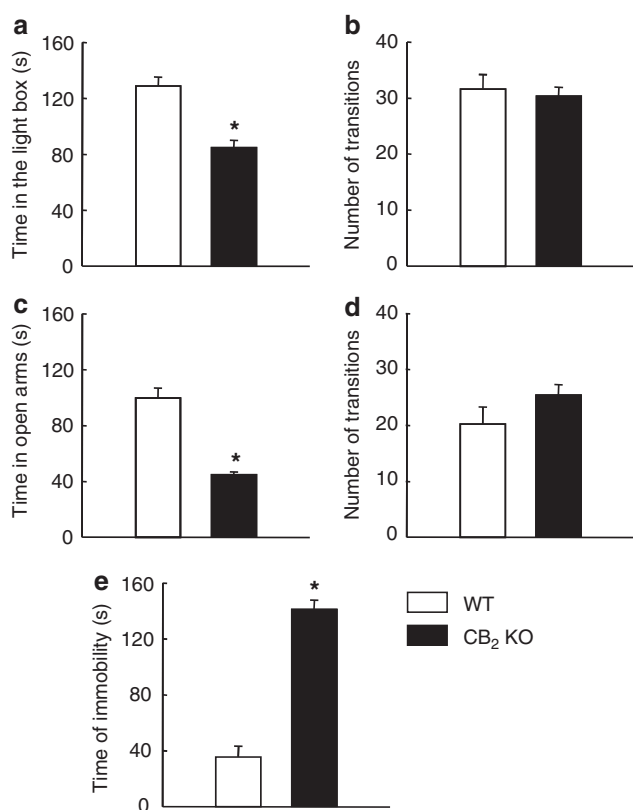 a
Time in the light box (s)
160
120
80
40
0
*
b
Number of transitions
40
30
20
10
0
c
Time in open arms (s)
160
120
80
40
0
*
d
Number of transitions
40
30
20
10
0
e
Time of immobility (s)
160
120
80
40
0
*
WT
CB₂ KO